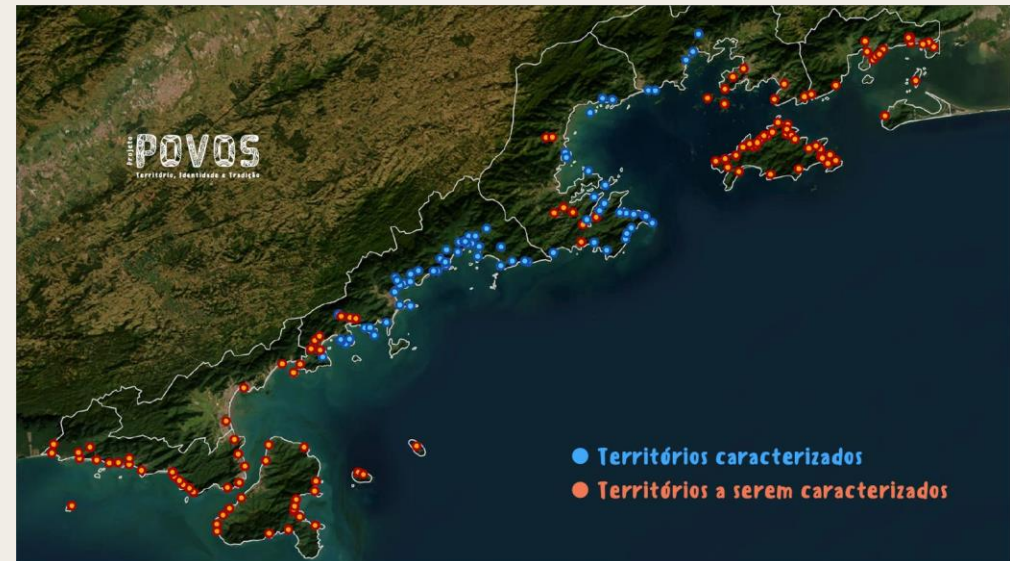 Projeto
POVOS
Território, Identidade e Tradição
Territórios caracterizados
Territórios a serem caracterizados